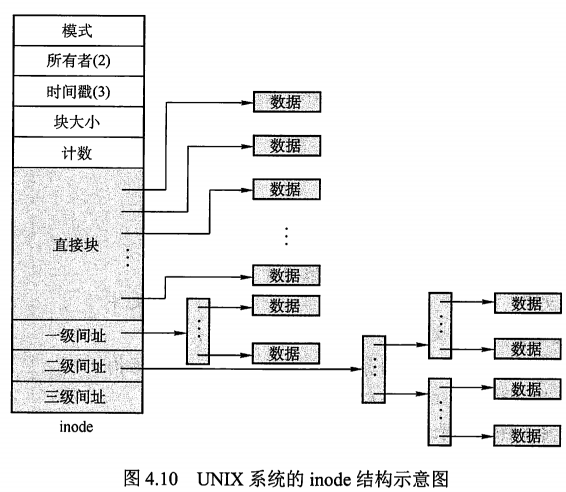 模式
所有者(2)
时间戳(3)
块大小
计数
直接块
一级间址
二级间址
三级间址
inode
数据
数据
数据
数据
数据
数据
数据
数据
数据
数据
图 4.10 UNIX 系统的 inode 结构示意图